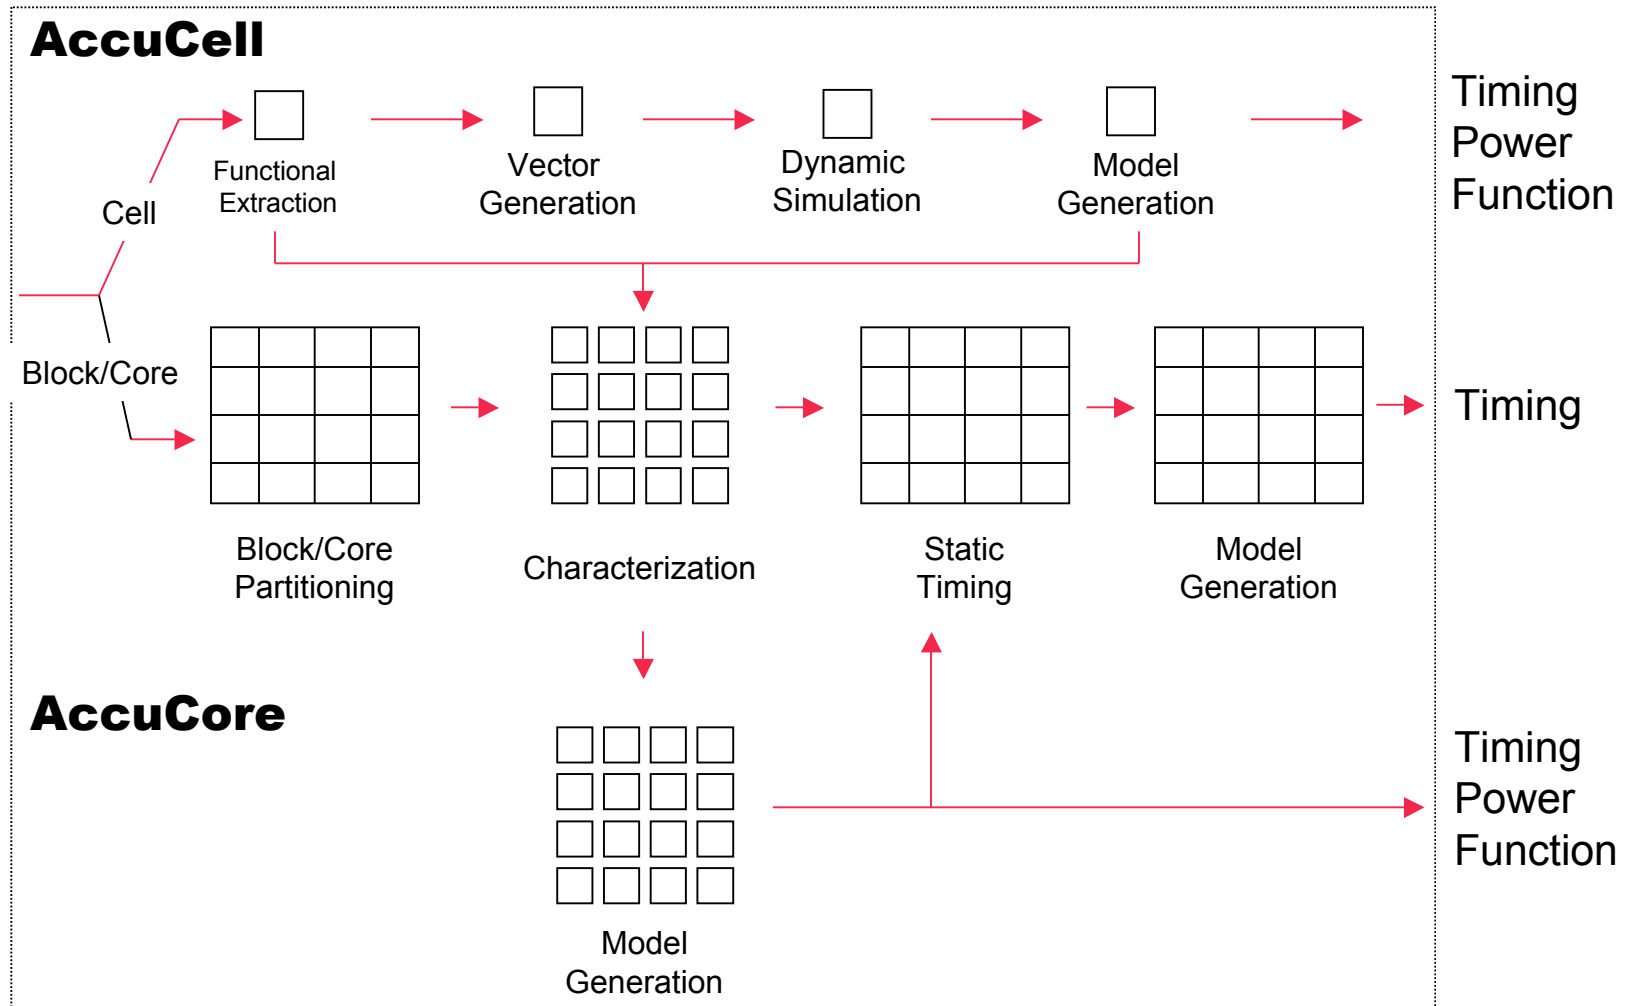 AccuCell
Timing
Power
Function
Functional
Extraction
Vector
Generation
Dynamic
Simulation
Model
Generation
Cell
Block/Core
Timing
Block/Core
Partitioning
Characterization
Static
Timing
Model
Generation
AccuCore
Timing
Power
Function
Model
Generation